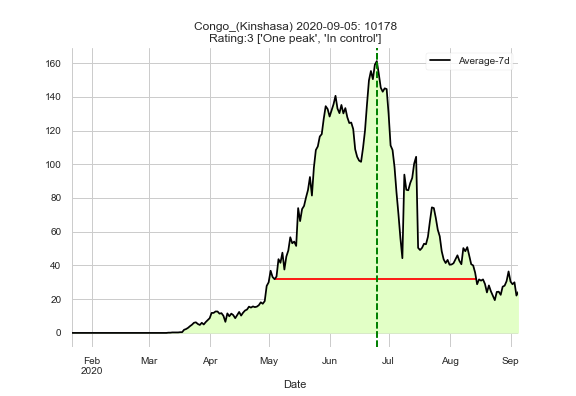 Congo_(Kinshasa) 2020-09-05: 10178
Rating:3 ['One peak', 'In control']
Average-7d
160
140
120
100
80
60
40
20
0
Feb Mar Apr May Jun Jul Aug Sep
2020
Date